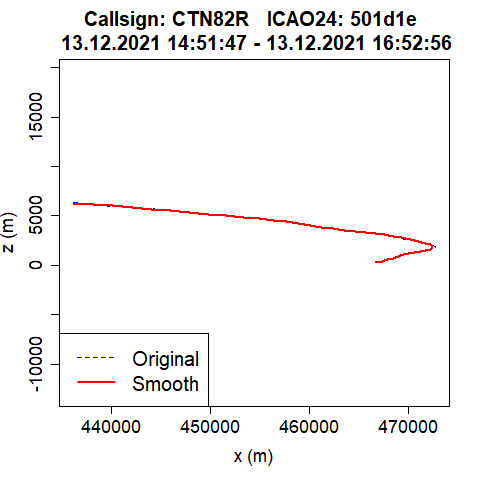 Callsign: CTN82R   ICAO24: 501d1e
13.12.2021 14:51:47 - 13.12.2021 16:52:56
z (m)
15000
5000
0
-10000
Original
Smooth
440000 450000 460000 470000
x (m)